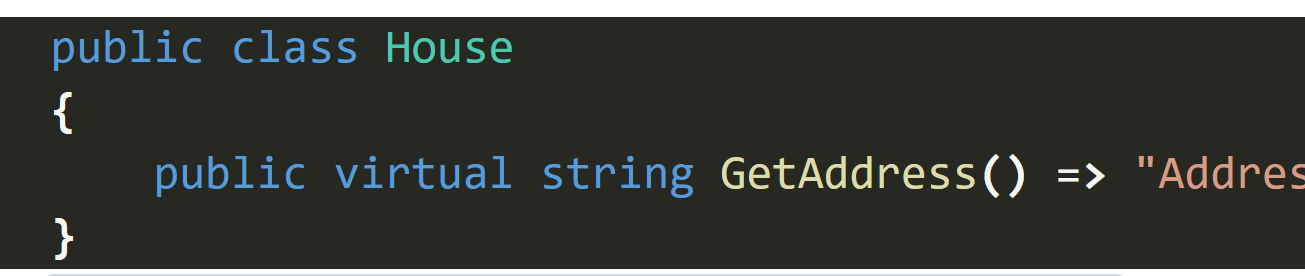 public class House
{
    public virtual string GetAddress() => "Addres
}